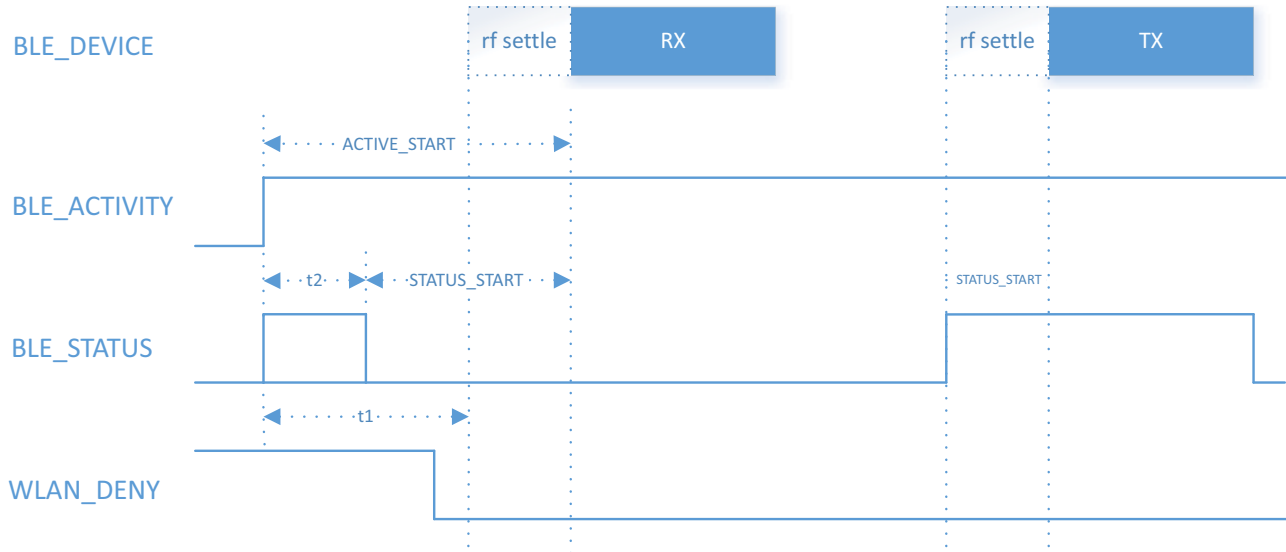 BLE_DEVICE
rf settle
RX
rf settle
TX
ACTIVE_START
BLE_ACTIVITY
t2
STATUS_START
STATUS_START
BLE_STATUS
t1
WLAN_DENY